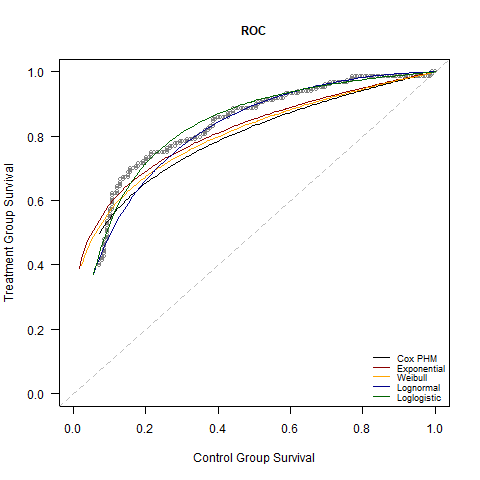 ROC
Treatment Group Survival
1.0
0.8
0.6
0.4
0.2
0.0
0.0 0.2 0.4 0.6 0.8 1.0
Control Group Survival
Cox PHM
Exponential
Weibull
Lognormal
Loglogistic